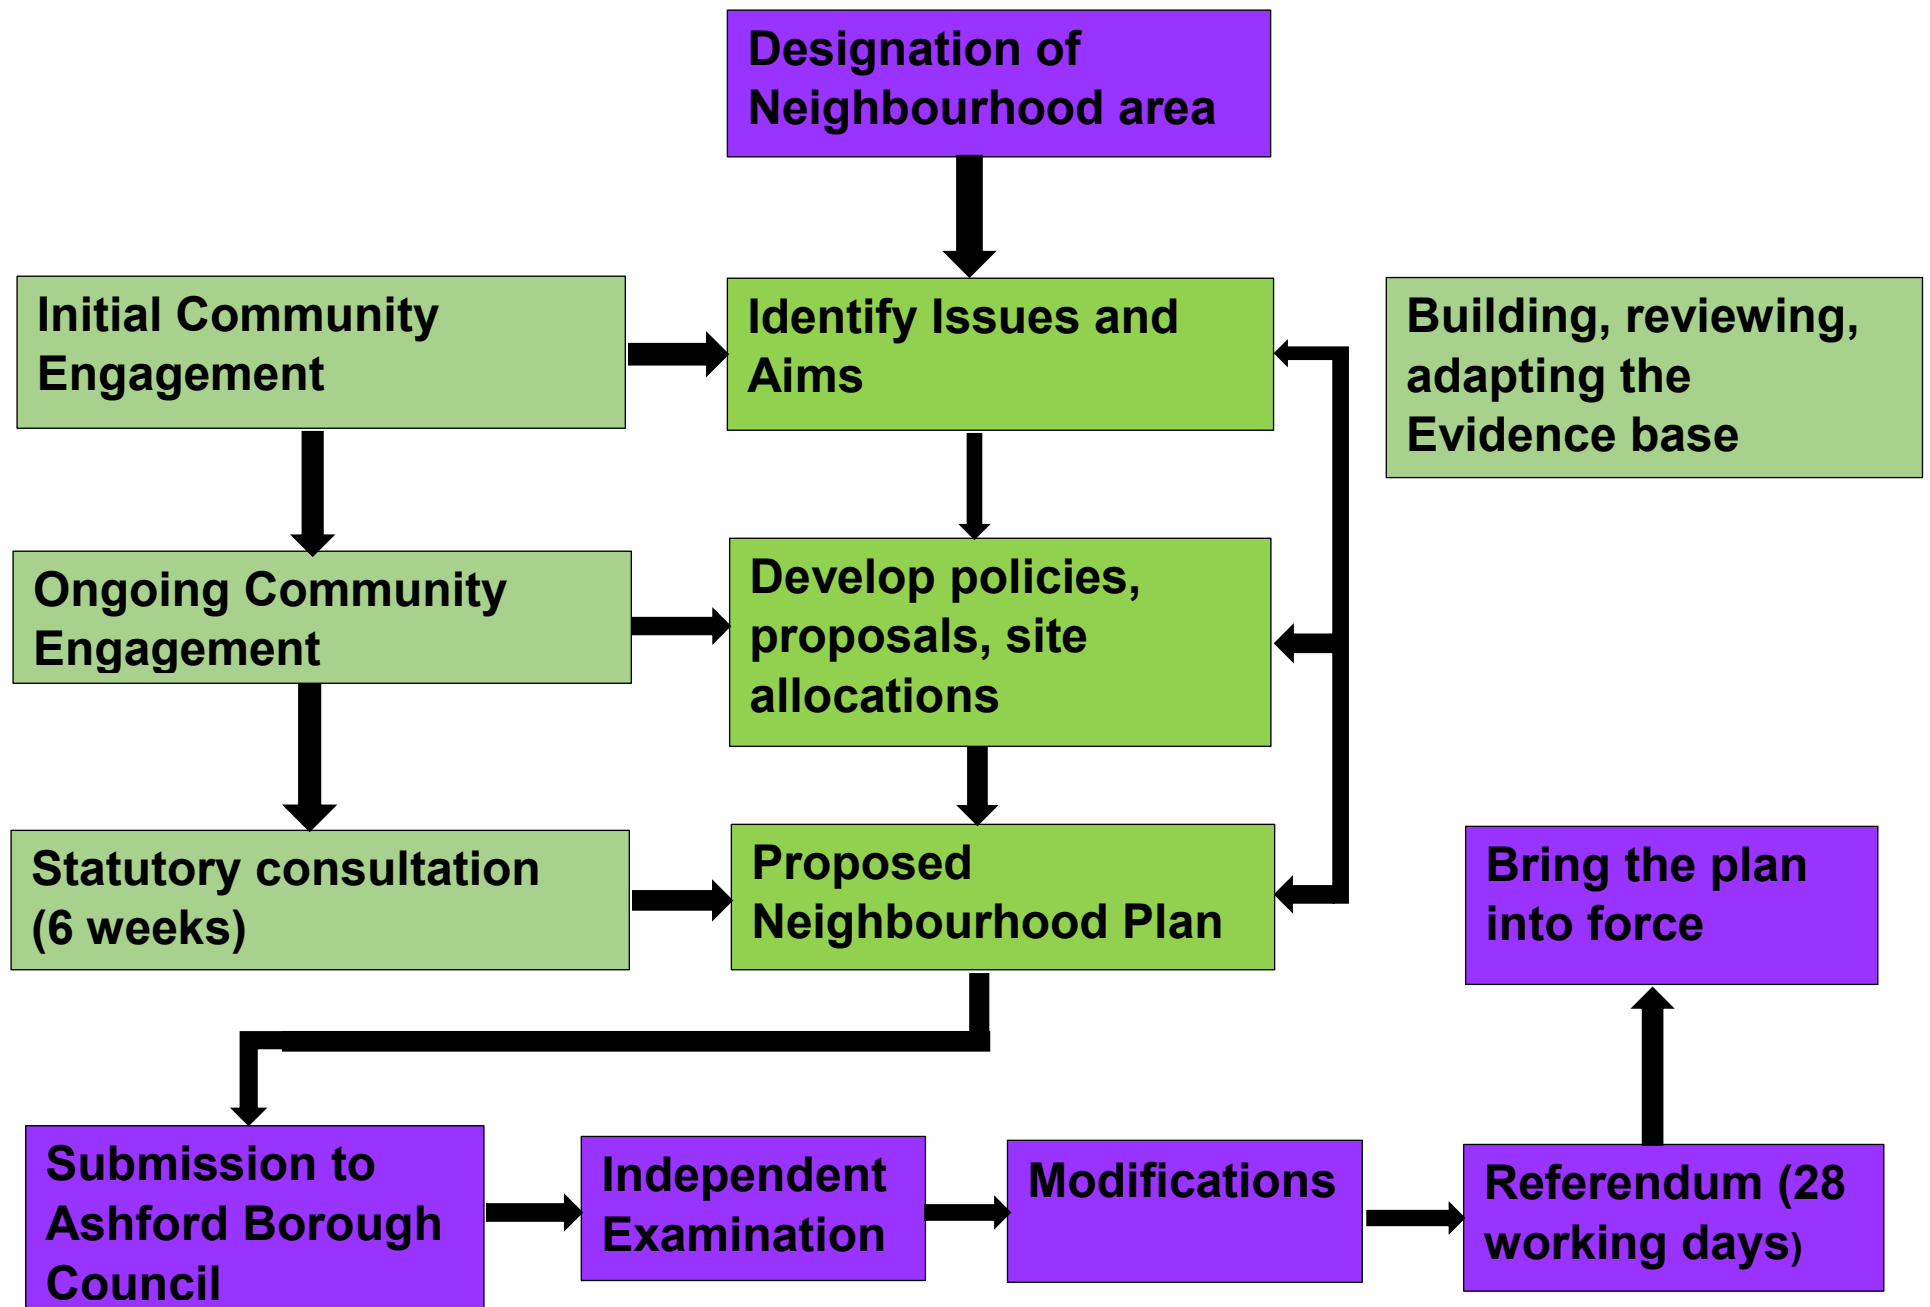 Designation of
Neighbourhood area
Initial Community
Engagement
Identify Issues and
Aims
Building, reviewing,
adapting the
Evidence base
Ongoing Community
Engagement
Develop policies,
proposals, site
allocations
Statutory consultation
(6 weeks)
Proposed
Neighbourhood Plan
Bring the plan
into force
Submission to
Ashford Borough
Council
Independent
Examination
Modifications
Referendum (28
working days)